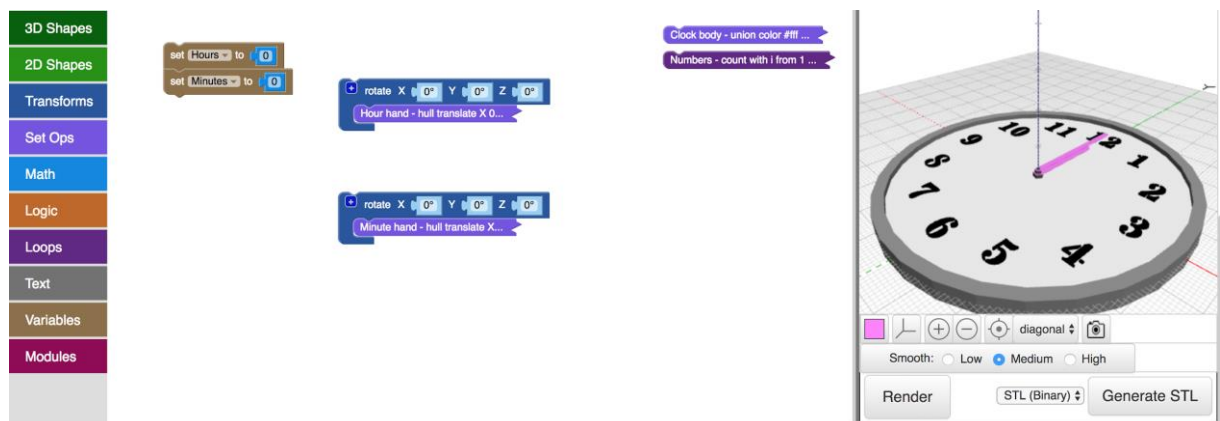 3D Shapes
2D Shapes
Transforms
Set Ops
Math
Logic
Loops
Text
Variables
Modules
set Hours to 0
set Minutes to 0
rotate X 0° Y 0° Z 0°
Hour hand - hull translate X 0...
rotate X 0° Y 0° Z 0°
Minute hand - hull translate X...
Clock body - union color #fff ...
Numbers - count with i from 1 ...
Y
12
1
2
3
4
5
6
7
8
9
10
11
diagonal
Smooth: Low Medium High
Render STL (Binary) Generate STL